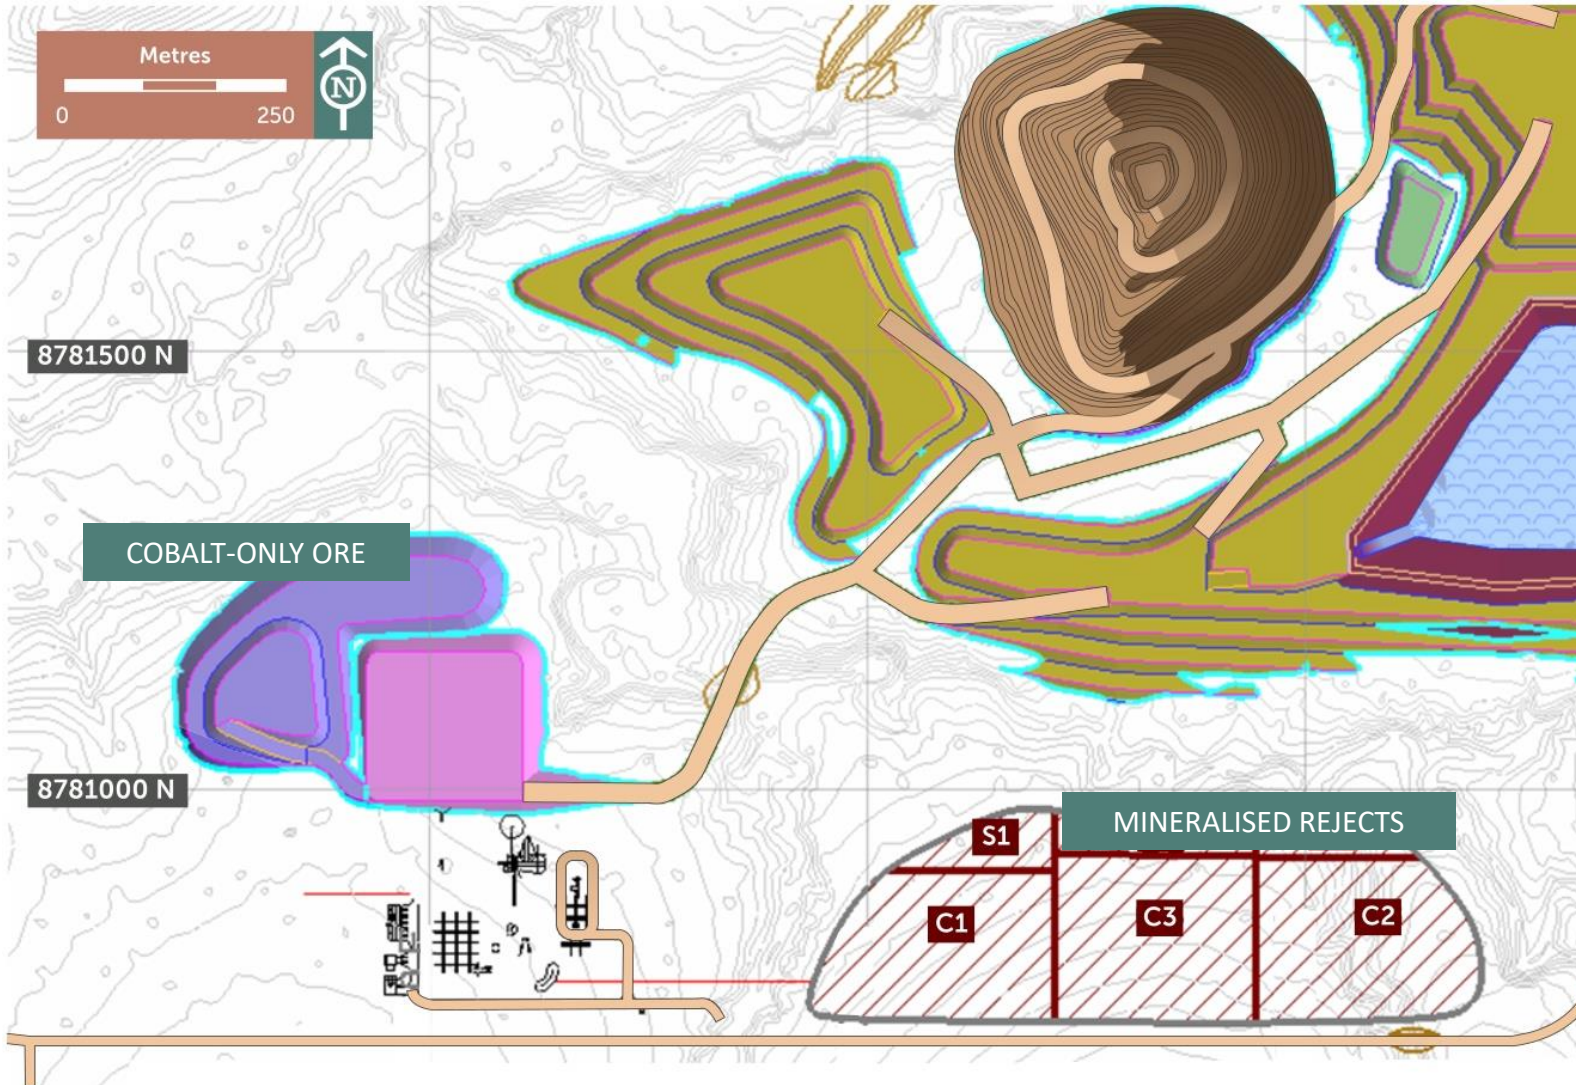 Metres
0 250
N
8781500 N
COBALT-ONLY ORE
8781000 N
MINERALISED REJECTS
S1
C1
C3
C2